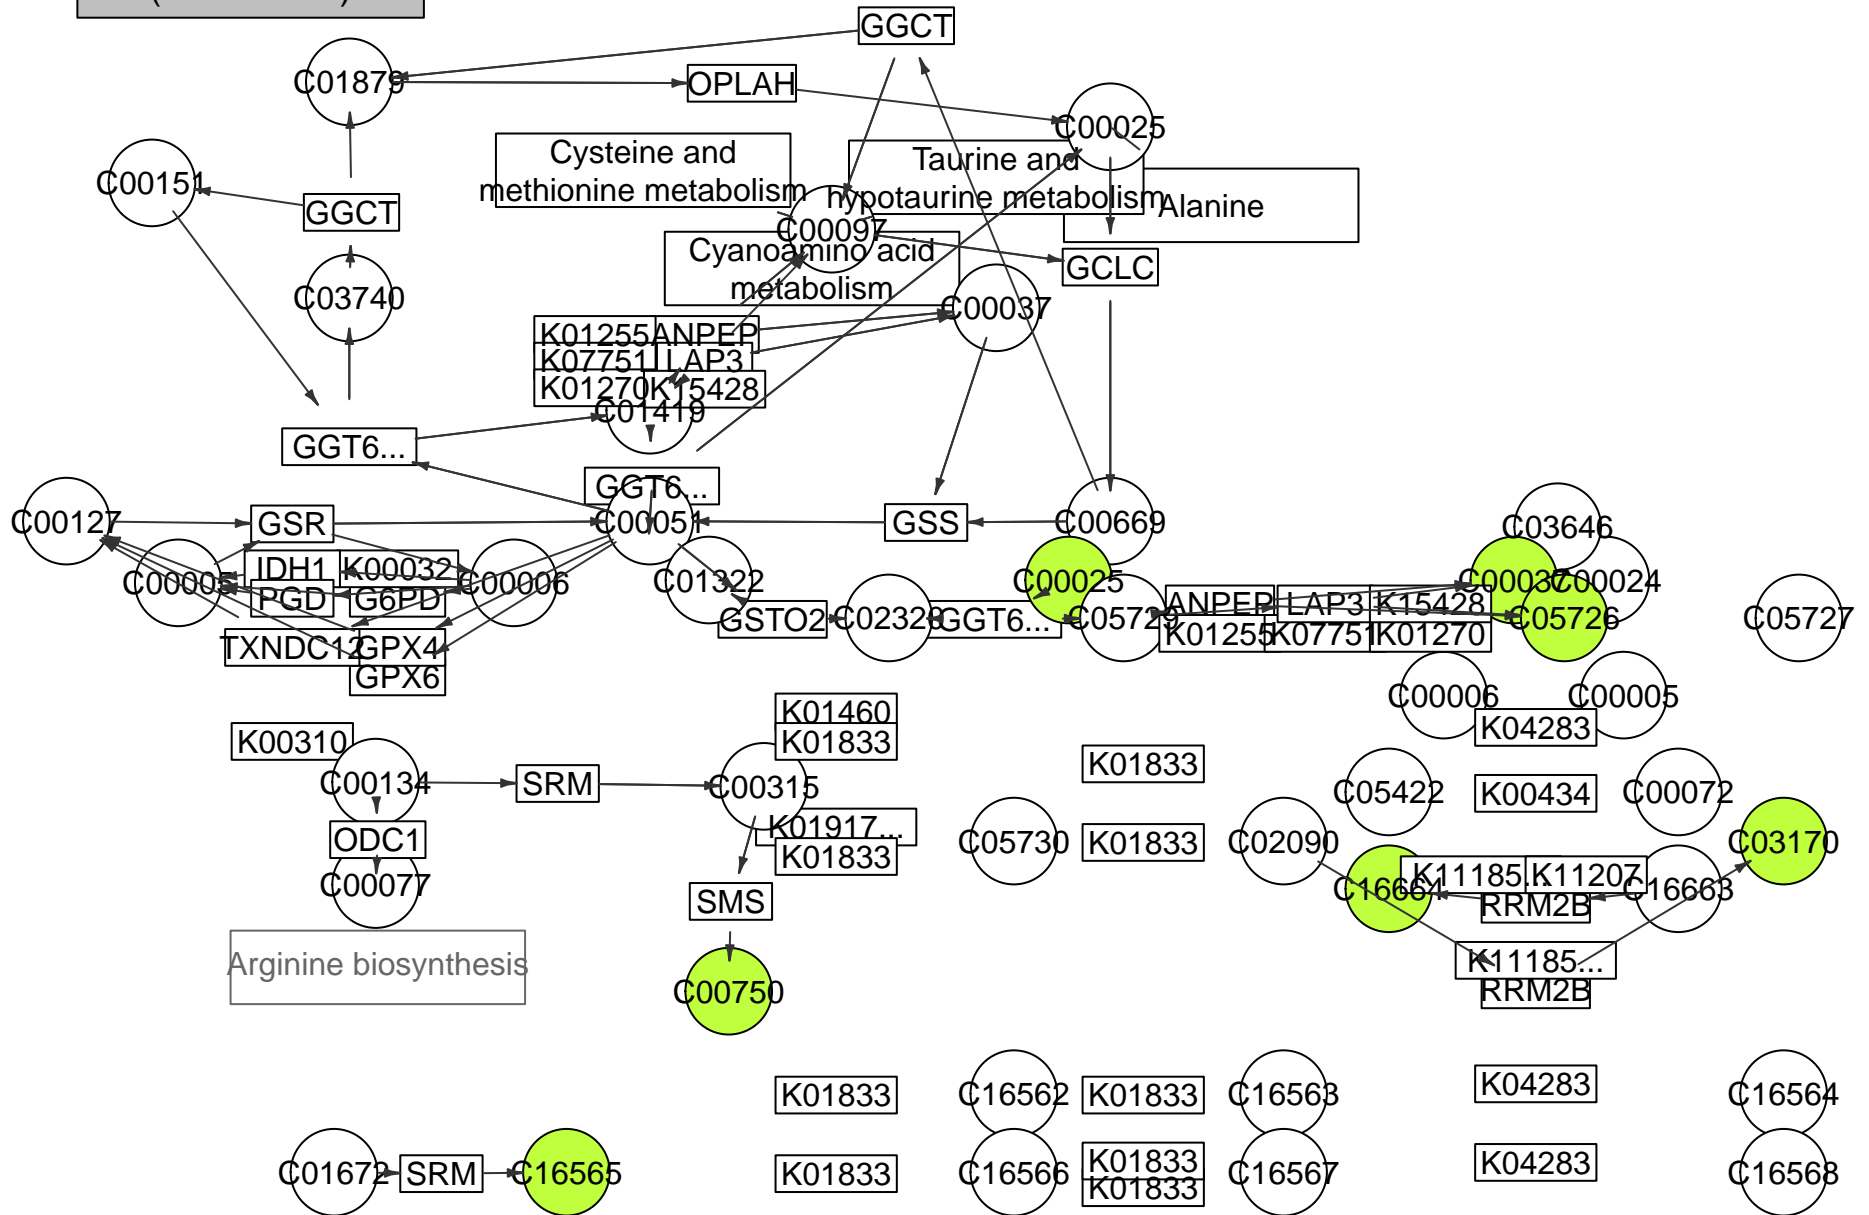 GGCT
C01879
OPLAH
C00025
Cysteine and
methionine metabolism
Taurine and
hypotaurine metabolism
C00151
GGCT
Alanine
C00097
Cyanoamino acid
metabolism
GCLC
C03740
C00037
K01255
ANPEP
K07751
LAP3
K01270
K15428
C01419
GGT6...
GGT6...
C00127
GSR
C00051
GSS
C00669
C03646
C00005
IDH1
K00032
C00006
C01322
C00025
C00037
C00024
PGD
G6PD
GSTO2
C02320
GGT6...
C05729
ANPEP
LAP3
K15428
C05726
C05727
TXNDC12
GPX4
K01255
K07751
K01270
GPX6
C00006
C00005
K01460
K04283
K00310
K01833
C00134
SRM
C00315
K01833
C05422
K00434
C00072
ODC1
K01917...
C05730
K01833
C02090
C03170
K01833
C00077
C16664
K11185...
K11207
C16663
SMS
RRM2B
Arginine biosynthesis
K11185...
C00750
RRM2B
K01833
C16562
K01833
C16563
K04283
C16564
C01672
SRM
C16565
K01833
C16566
K01833
C16567
K04283
C16568
K01833